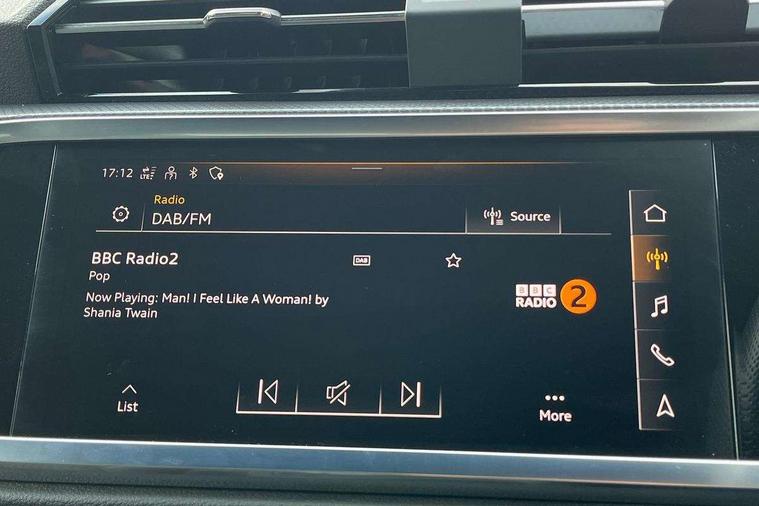 17:12 LTE
Radio
DAB/FM
Source
BBC Radio2
DAB
Pop
Now Playing: Man! I Feel Like A Woman! by
Shania Twain
BBC
RADIO 2
List
More